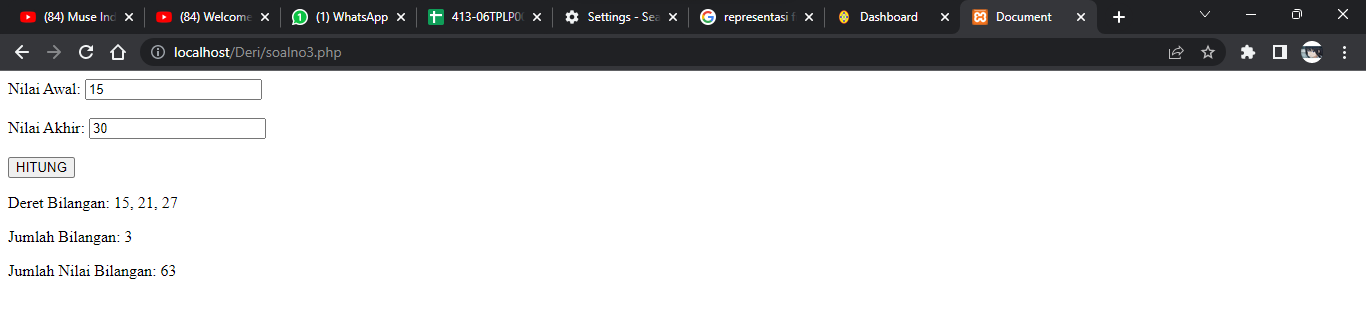 (84) Muse Ind
(84) Welcome
(1) WhatsApp
413-06TPLP0
Settings - Sea
representasi f
Dashboard
Document
localhost/Deri/soalno3.php
Nilai Awal: 15
Nilai Akhir: 30
HITUNG
Deret Bilangan: 15, 21, 27
Jumlah Bilangan: 3
Jumlah Nilai Bilangan: 63